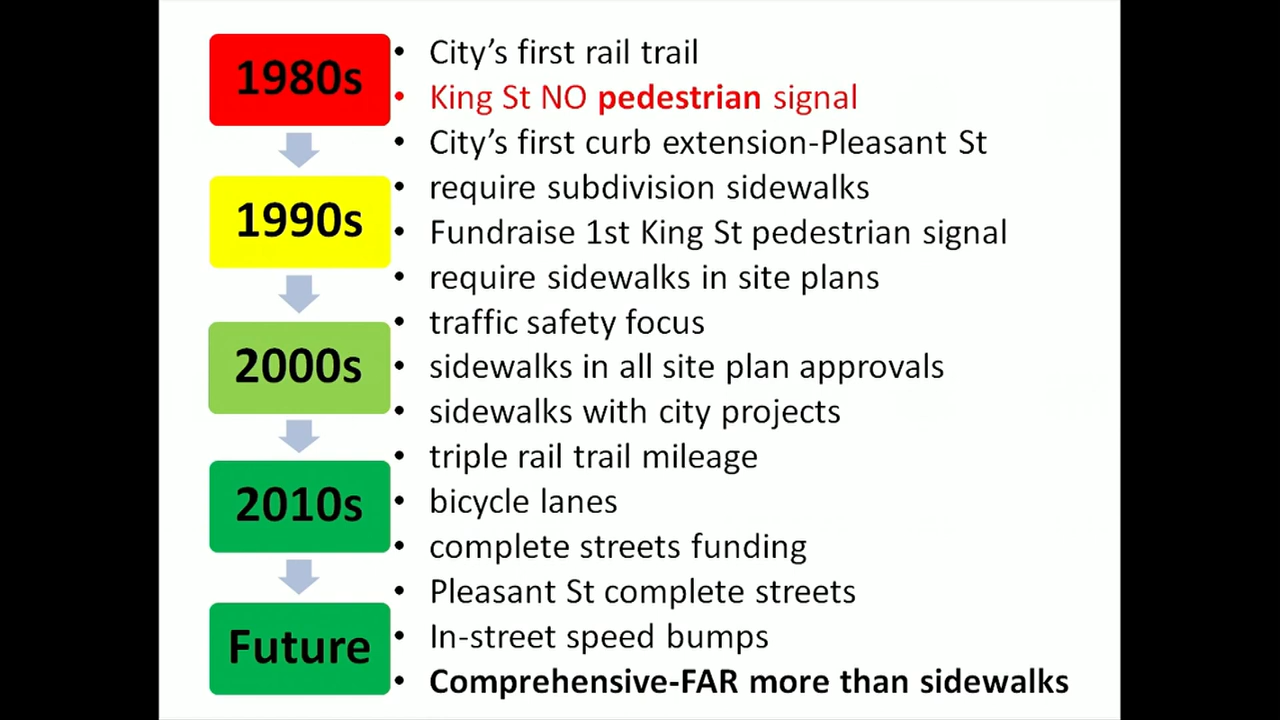 1980s
• City’s first rail trail
• King St NO pedestrian signal
• City’s first curb extension-Pleasant St
1990s
• require subdivision sidewalks
• Fundraise 1st King St pedestrian signal
• require sidewalks in site plans
2000s
• traffic safety focus
• sidewalks in all site plan approvals
• sidewalks with city projects
2010s
• triple rail trail mileage
• bicycle lanes
• complete streets funding
Future
• Pleasant St complete streets
• In-street speed bumps
• Comprehensive-FAR more than sidewalks